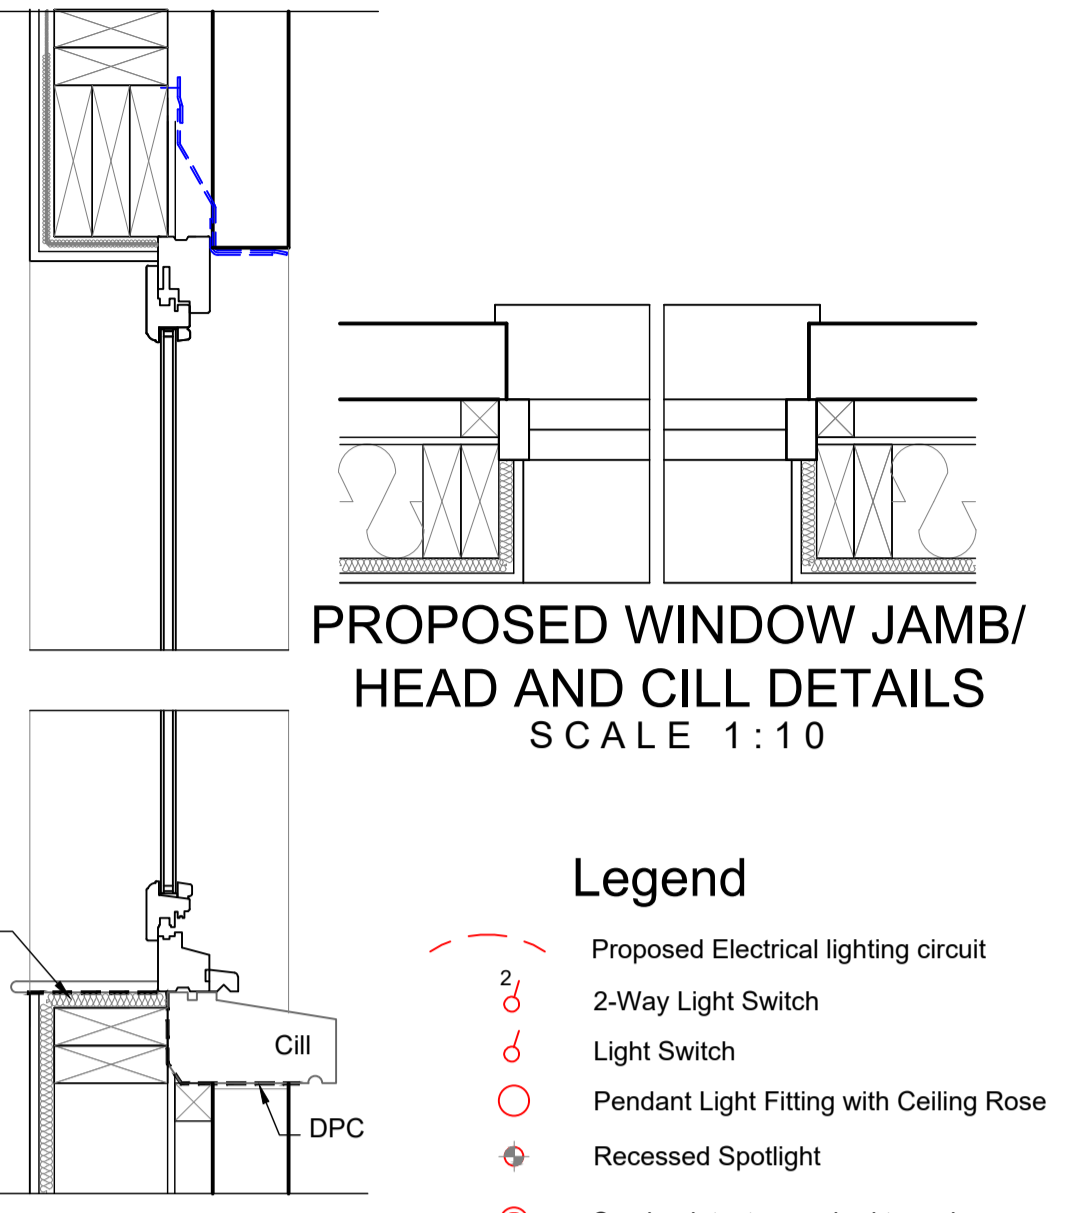 PROPOSED WINDOW JAMB/
HEAD AND CILL DETAILS
SCALE 1:10
Cill
DPC
Legend
Proposed Electrical lighting circuit
2
2-Way Light Switch
Light Switch
Pendant Light Fitting with Ceiling Rose
Recessed Spotlight